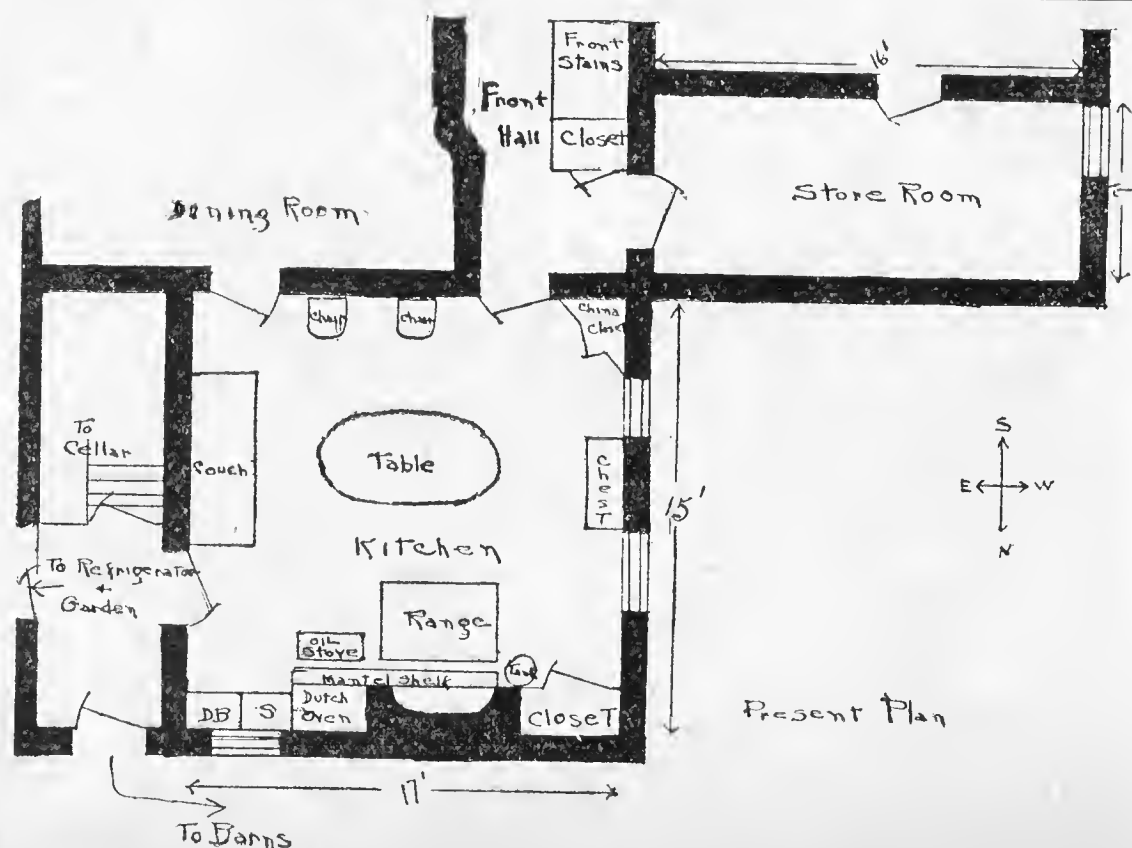 Front
Stairs
16'
Front
Hall
Closet
Store Room
Dining Room
Chair
Chair
China
Clos
To
Cellar
Couch
Table
Chest
15'
S
E W
N
Kitchen
To Refrigerator
+
Garden
Range
OIL
Stove
Tank
Mantel Shelf
DB
S
Dutch
Oven
Closet
Present Plan
17'
To Barns